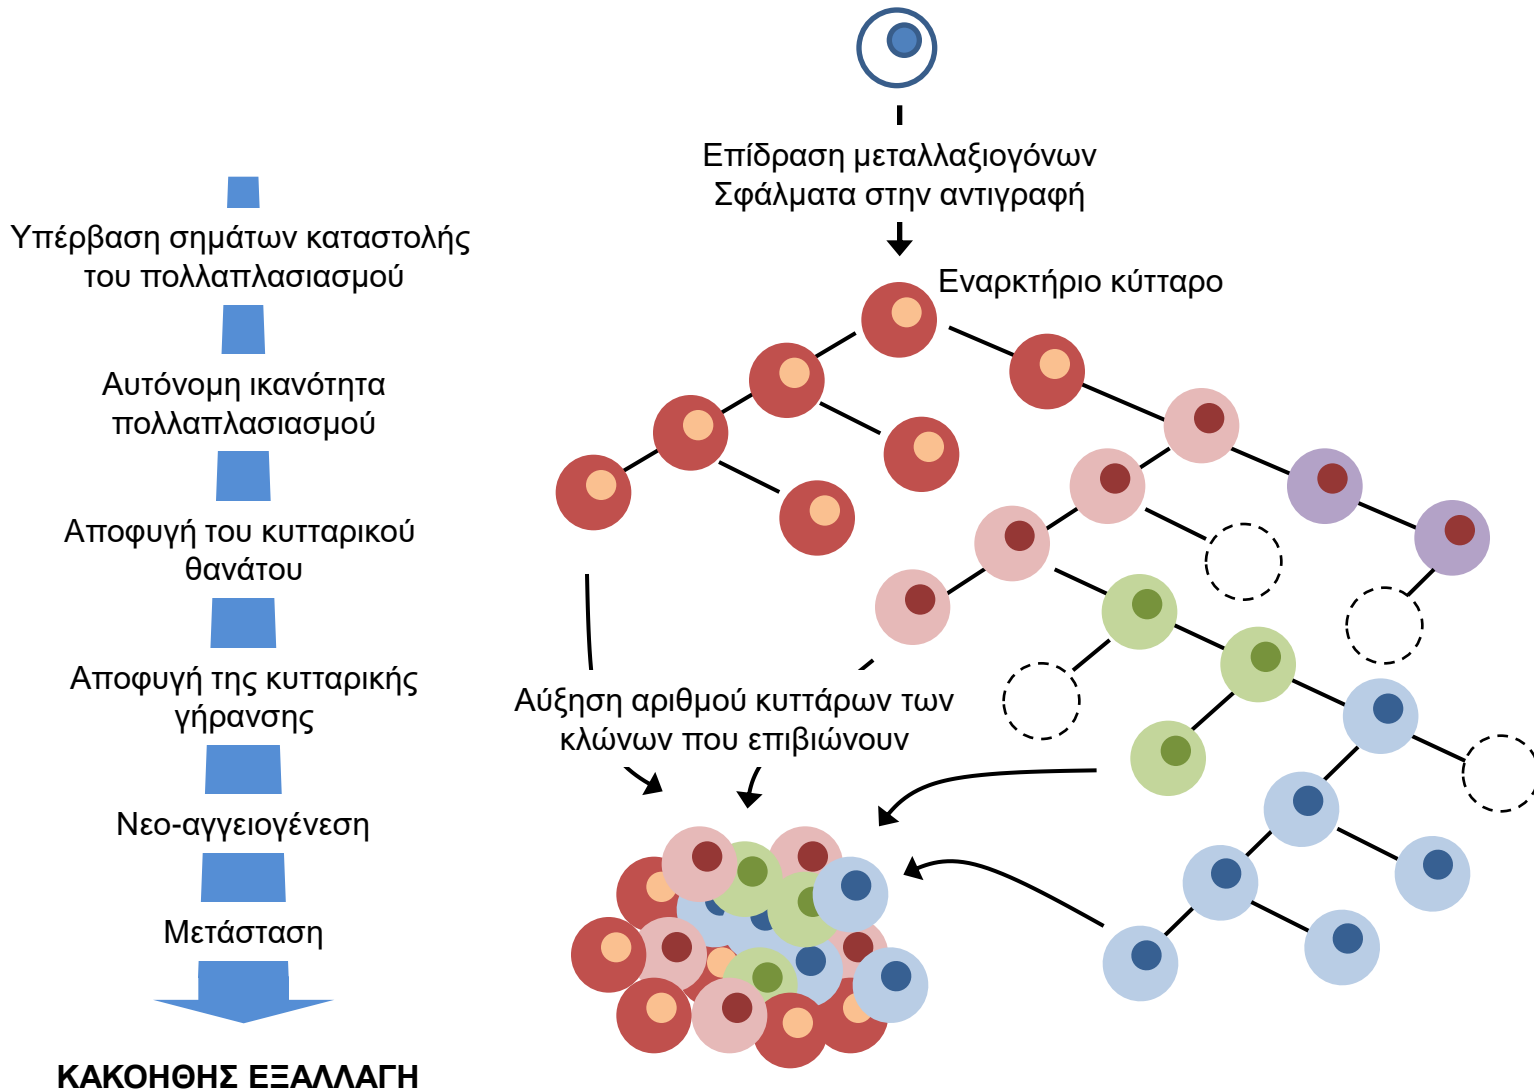 Επίδραση μεταλλαξιογόνων
Σφάλματα στην αντιγραφή
Εναρκτήριο κύτταρο
Υπέρβαση σημάτων καταστολής
του πολλαπλασιασμού
Αυτόνομη ικανότητα
πολλαπλασιασμού
Αποφυγή του κυτταρικού
θανάτου
Αποφυγή της κυτταρικής
γήρανσης
Νεο-αγγειογένεση
Μετάσταση
ΚΑΚΟΗΘΗΣ ΕΞΑΛΛΑΓΗ
Αύξηση αριθμού κυττάρων των
κλώνων που επιβιώνουν